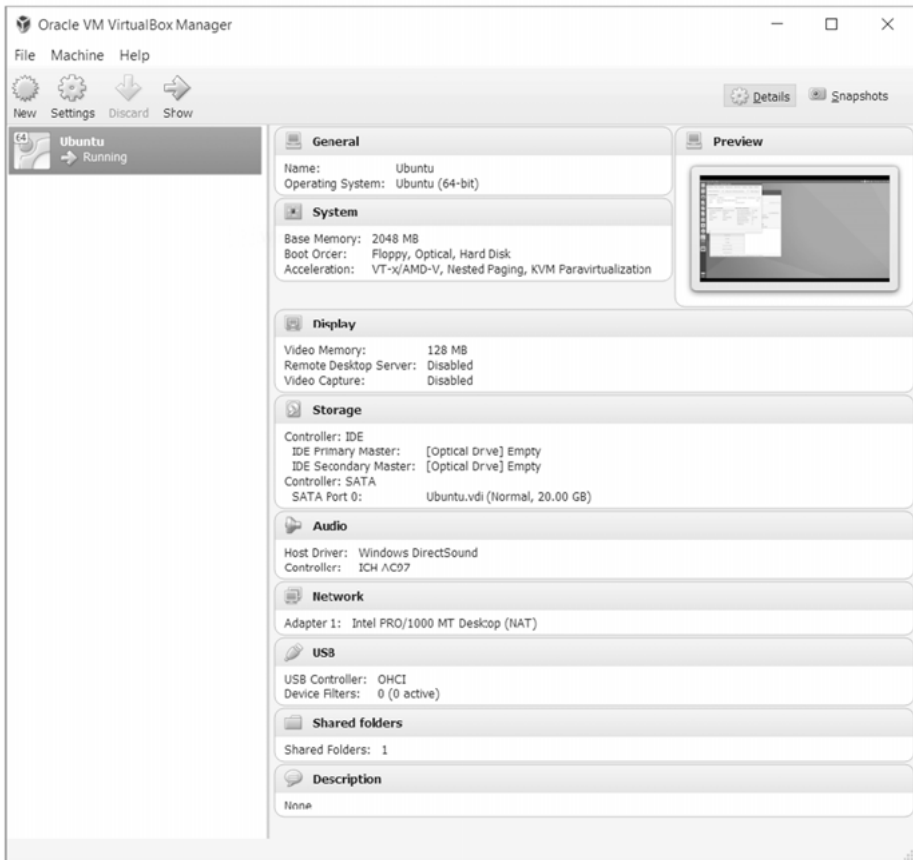 Oracle VM VirtualBox Manager
File Machine Help
New Settings Discard Show
Details Snapshots
64
Ubuntu
Running
General
Name: Ubuntu
Operating System: Ubuntu (64-bit)
Preview
System
Base Memory: 2048 MB
Boot Orcer: Floppy, Optical, Hard Disk
Acceleration: VT-x/AMD-V, Nested Paging, KVM Paravirtualization
Display
Video Memory: 128 MB
Remote Desktop Server: Disabled
Video Capture: Disabled
Storage
Controller: IDE
IDE Primary Master: [Optical Drive] Empty
IDE Secondary Master: [Optical Drive] Empty
Controller: SATA
SATA Port 0: Ubuntu.vdi (Normal, 20.00 GB)
Audio
Host Driver: Windows DirectSound
Controller: ICH AC97
Network
Adapter 1: Intel PRO/1000 MT Desktop (NAT)
USB
USB Controller: OHCI
Device Filters: 0 (0 active)
Shared folders
Shared Folders: 1
Description
None